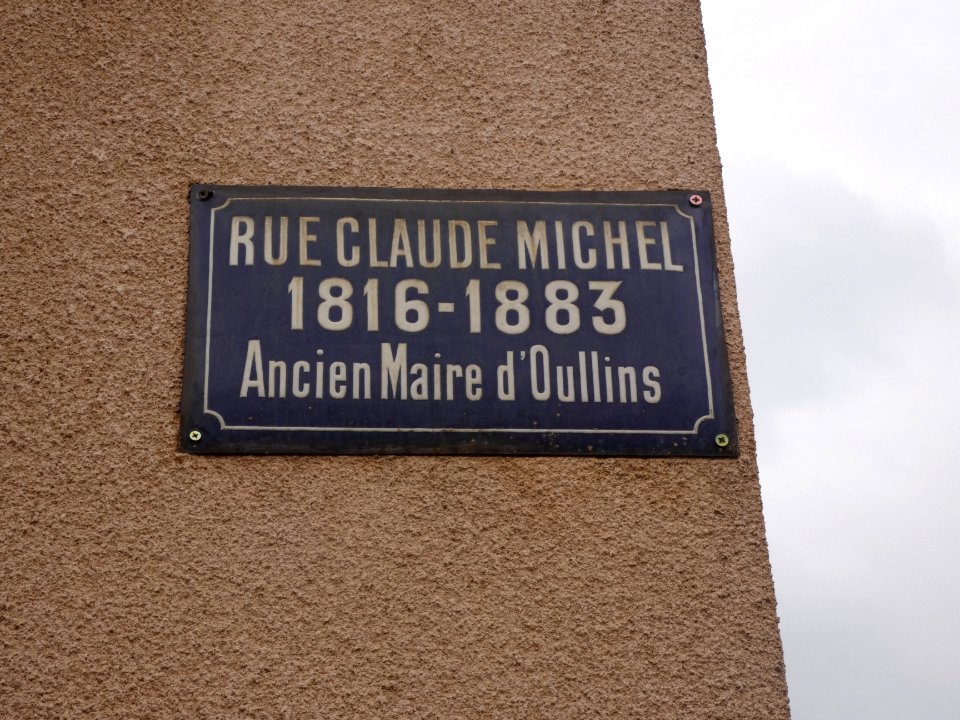 RUE CLAUDE MICHEL
1816-1883
Ancien Maire d'Oullins